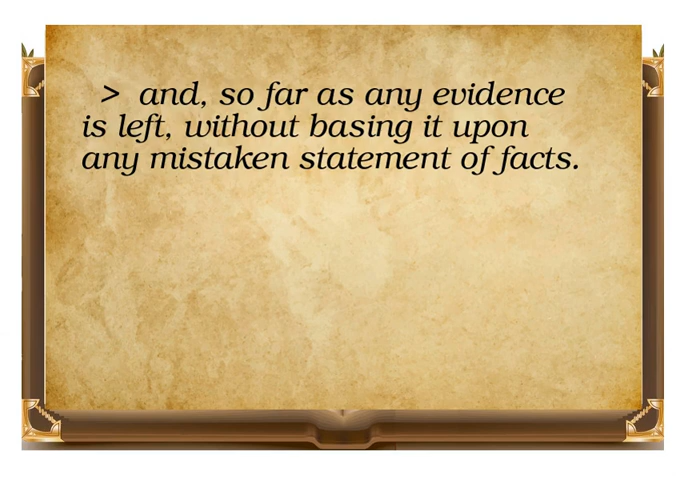 > and, so far as any evidence
is left, without basing it upon
any mistaken statement of facts.